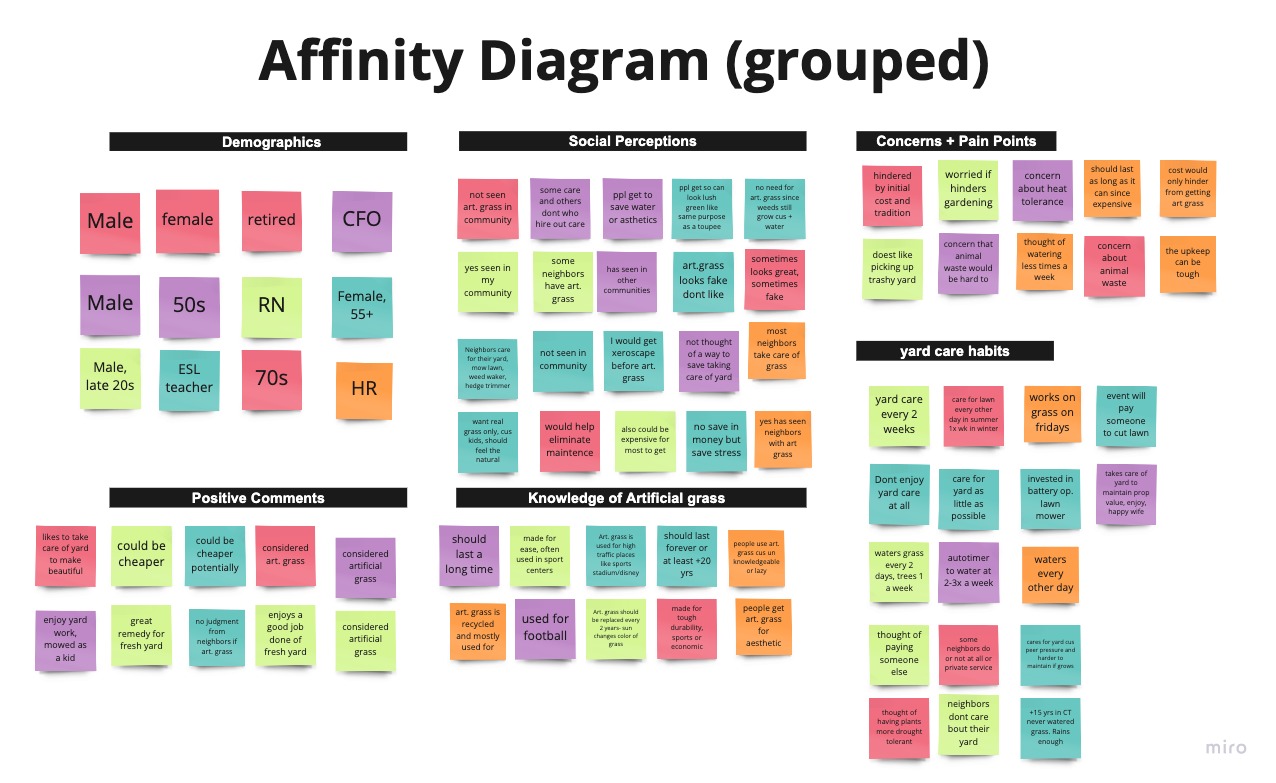 Affinity Diagram (grouped)
Demographics
Male
female
retired
CFO
Male
50s
RN
Female,
55+
Male,
late 20s
ESL
teacher
70s
HR
Social Perceptions
not seen
art. grass in
community
some care
and others
dont who
hire out care
ppl get to
save water
or asthetics
ppl get so can
look lush
green like
same purpose
as a toupee
no need for
art. grass since
weeds still
grow cus +
water
yes seen in
my
community
some
neighbors
have art.
grass
has seen in
other
communities
art.grass
looks fake
dont like
sometimes
looks great,
sometimes
fake
Neighbors care
for their yard,
mow lawn,
weed waker,
hedge trimmer
not seen in
community
I would get
xeroscape
before art.
grass
not thought
of a way to
save taking
care of yard
most
neighbors
take care of
grass
want real
grass only, cus
kids, should
feel the
natural
would help
eliminate
maintence
also could be
expensive for
most to get
no save in
money but
save stress
yes has seen
neighbors
with art
grass
Concerns + Pain Points
hindered
by initial
cost and
tradition
worried if
hinders
gardening
concern
about heat
tolerance
should last
as long as it
can since
expensive
cost would
only hinder
from getting
art grass
doest like
picking up
trashy yard
concern that
animal
waste would
be hard to
thought of
watering
less times a
week
concern
about
animal
waste
the upkeep
can be
tough
yard care habits
yard care
every 2
weeks
care for lawn
every other
day in summer
1x wk in winter
works on
grass on
fridays
event will
pay
someone
to cut lawn
Dont enjoy
yard care
at all
care for
yard as
little as
possible
invested in
battery op.
lawn
mower
takes care of
yard to
maintain prop
value, enjoy,
happy wife
waters grass
every 2
days, trees 1
a week
autotimer
to water at
2-3x a week
waters
every
other day
thought of
paying
someone
else
some
neighbors do
or not at all or
private service
cares for yard cus
peer pressure and
harder to
maintain if grows
thought of
having plants
more drought
tolerant
neighbors
dont care
bout their
yard
+15 yrs in CT
never watered
grass. Rains
enough
Positive Comments
likes to take
care of yard
to make
beautiful
could be
cheaper
could be
cheaper
potentially
considered
art. grass
considered
artificial
grass
enjoy yard
work,
mowed as
a kid
great
remedy for
fresh yard
no judgment
from
neighbors if
art. grass
enjoys a
good job
done of
fresh yard
considered
artificial
grass
Knowledge of Artificial grass
should
last a
long time
made for
ease, often
used in sport
centers
Art. grass is
used for high
traffic places
like sports
stadium/disney
should last
forever or
at least +20
yrs
people use art.
grass cus un
knowledgeable
or lazy
art. grass is
recycled
and mostly
used for
used for
football
Art. grass should
be replaced every
2 years- sun
changes color of
grass
made for
tough
durability,
sports or
economic
people get
art. grass
for
aesthetic
miro